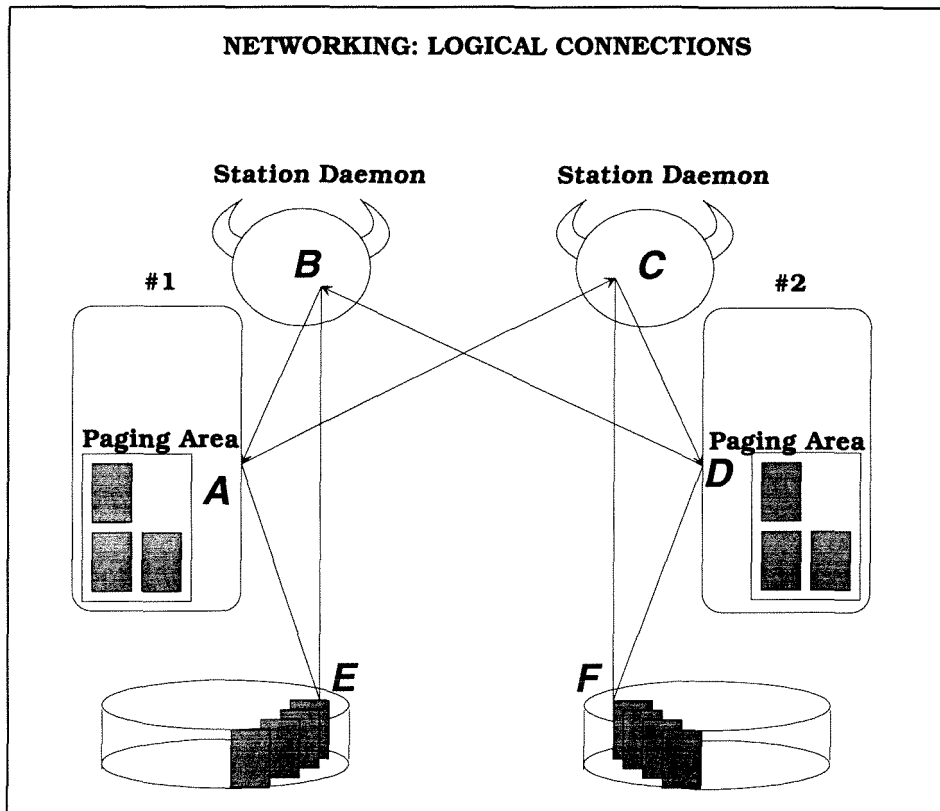 NETWORKING: LOGICAL CONNECTIONS
Station Daemon
Station Daemon
B
C
#1
#2
Paging Area
Paging Area
A
D
E
F